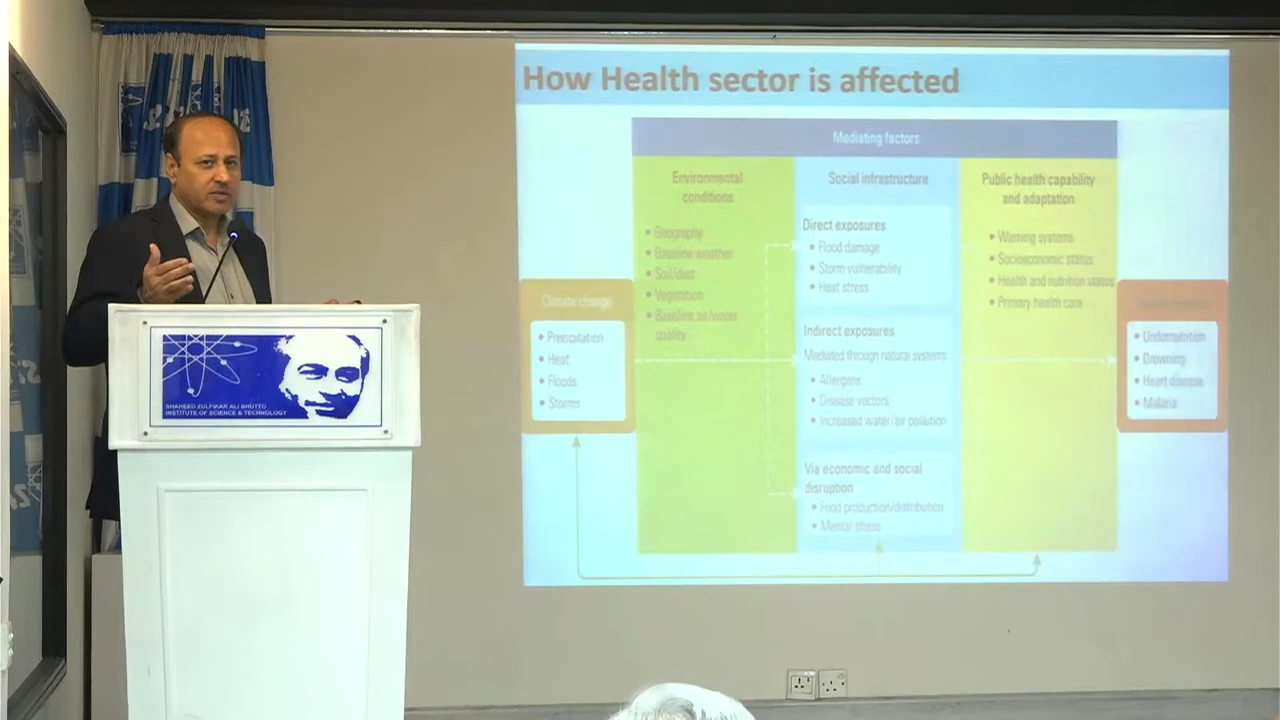 How Health sector is affected
Mediating factors
Environmental
conditions
• Geography
• Baseline weather
• Soil/dust
• Vegetation
• Baseline air/water
quality
Social infrastructure
Direct exposures
• Flood damage
• Storm vulnerability
• Heat stress
Indirect exposures
Mediated through natural systems:
• Allergens
• Disease vectors
• Increased water/air pollution
Via economic and social
disruption
• Food production/distribution
• Mental stress
Public health capability
and adaptation
• Warning systems
• Socioeconomic status
• Health and nutrition status
• Primary health care
Climate change
• Precipitation
• Heat
• Floods
• Storms
• Undernutrition
• Drowning
• Heart disease
• Malaria
SHAHEED ZULFIKAR ALI BHUTTO
INSTITUTE OF SCIENCE & TECHNOLOGY